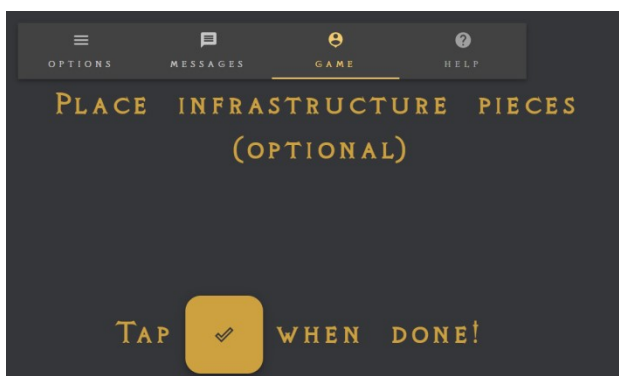 OPTIONS MESSAGES GAME HELP
PLACE INFRASTRUCTURE PIECES
(OPTIONAL)
TAP WHEN DONE!